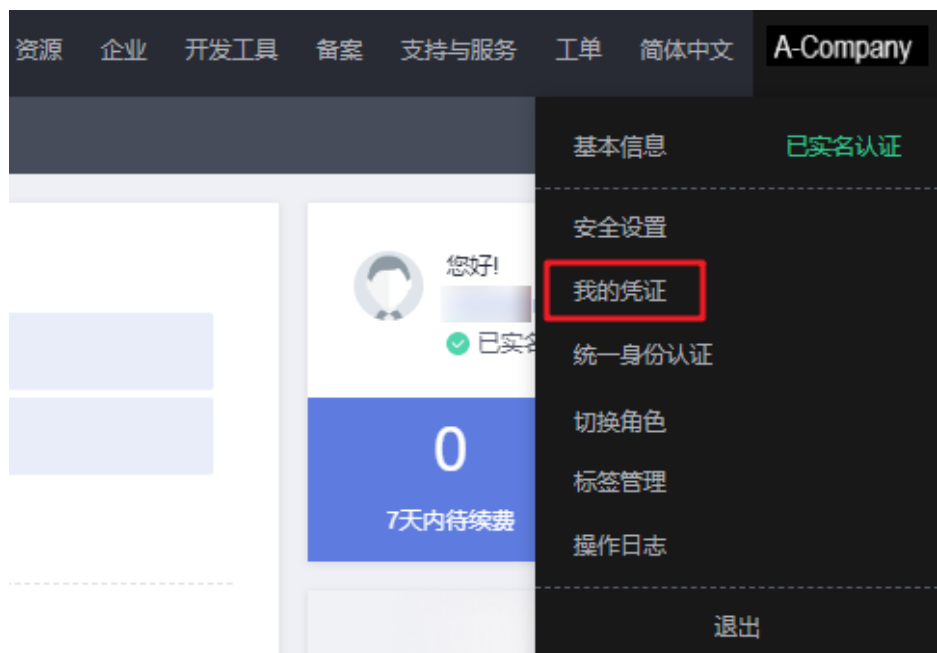 资源 企业 开发工具 备案 支持与服务 工单 简体中文 A-Company
基本信息 已实名认证
安全设置
您好!
我的凭证
已实名
统一身份认证
切换角色
0
标签管理
7天内待续费
操作日志
退出